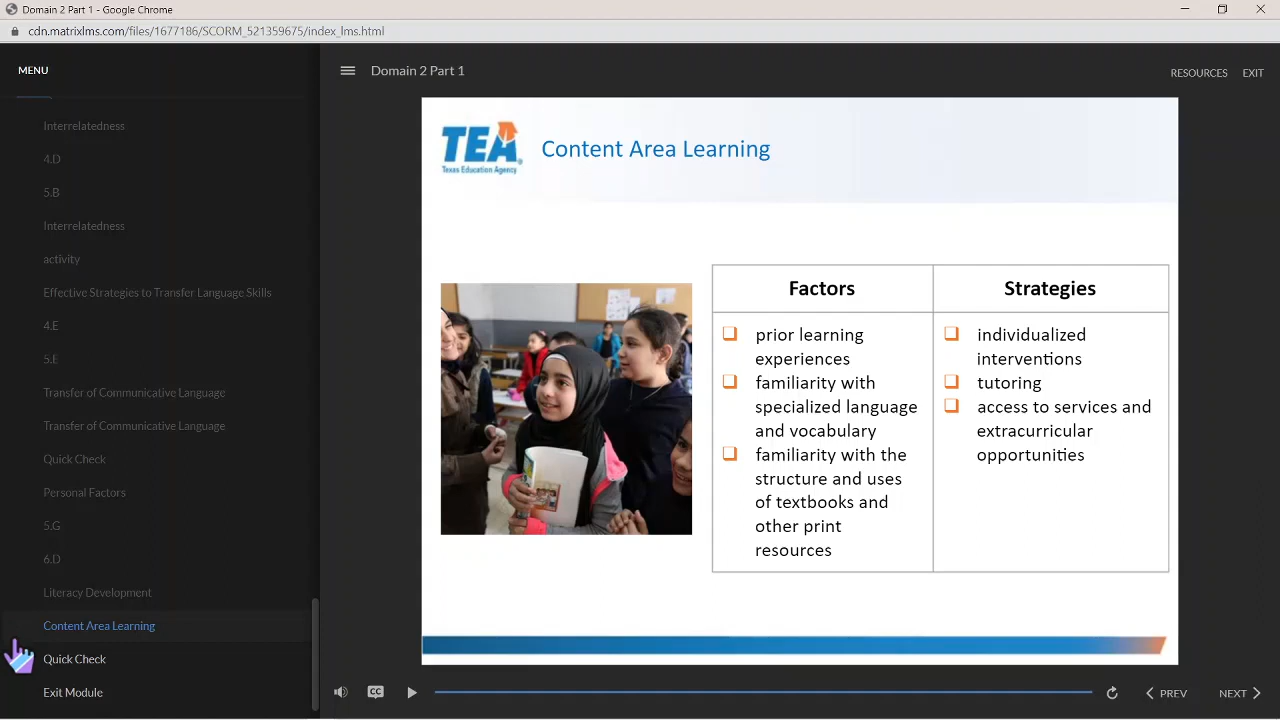 Domain 2 Part 1 - Google Chrome
cdn.matrixlms.com/files/1677186/SCORM_521359675/index_lms.html
MENU
Interrelatedness
4.D
5.B
Interrelatedness
activity
Effective Strategies to Transfer Language Skills
4.E
5.E
Transfer of Communicative Language
Transfer of Communicative Language
Quick Check
Personal Factors
5.G
6.D
Literacy Development
Content Area Learning
Quick Check
Exit Module
Domain 2 Part 1
RESOURCES
EXIT
TEA
Texas Education Agency
Content Area Learning
Factors
prior learning
experiences
familiarity with
specialized language
and vocabulary
familiarity with the
structure and uses
of textbooks and
other print
resources
Strategies
individualized
interventions
tutoring
access to services and
extracurricular
opportunities
CC
PREV
NEXT